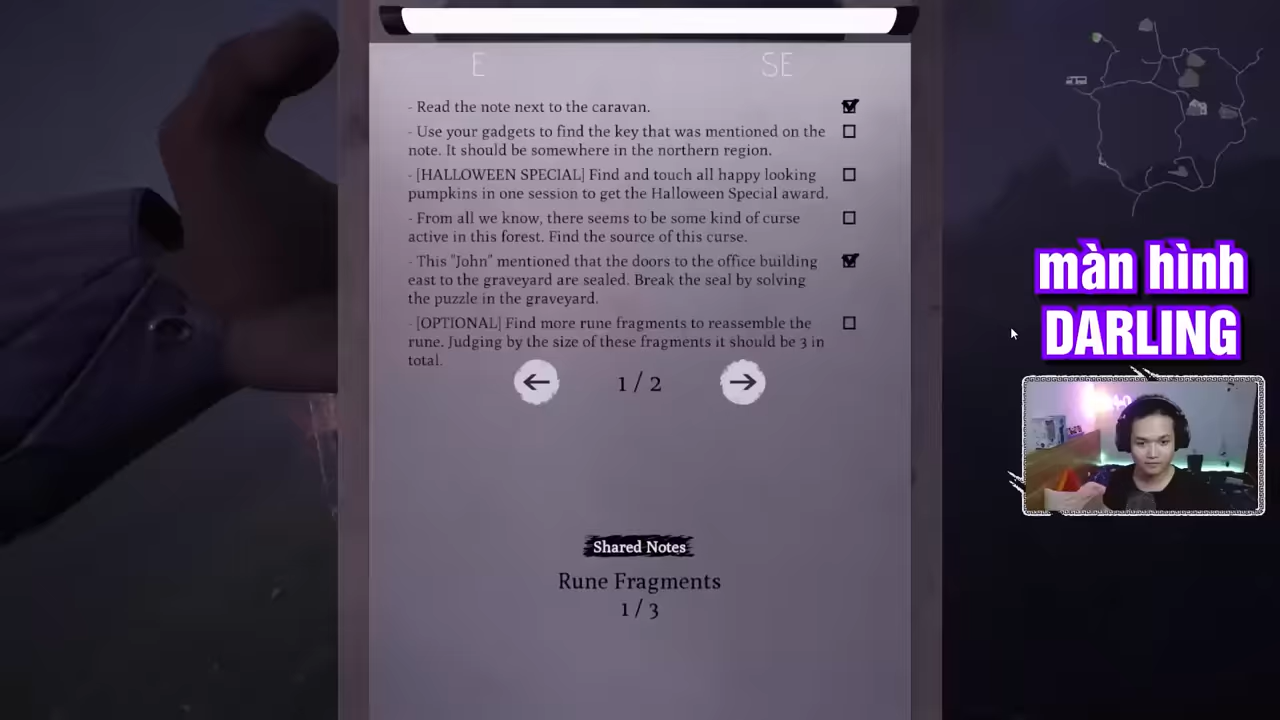 E
SE
- Read the note next to the caravan.
- Use your gadgets to find the key that was mentioned on the
note. It should be somewhere in the northern region.
- [HALLOWEEN SPECIAL] Find and touch all happy looking
pumpkins in one session to get the Halloween Special award.
- From all we know, there seems to be some kind of curse
active in this forest. Find the source of this curse.
- This "John" mentioned that the doors to the office building
east to the graveyard are sealed. Break the seal by solving
the puzzle in the graveyard.
- [OPTIONAL] Find more rune fragments to reassemble the
rune. Judging by the size of these fragments it should be 3 in
total.
1 / 2
Shared Notes
Rune Fragments
1 / 3
màn hình
DARLING